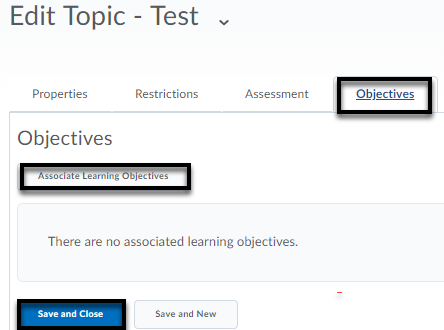 Edit Topic - Test
Properties Restrictions Assessment Objectives
Objectives
Associate Learning Objectives
There are no associated learning objectives.
Save and Close Save and New